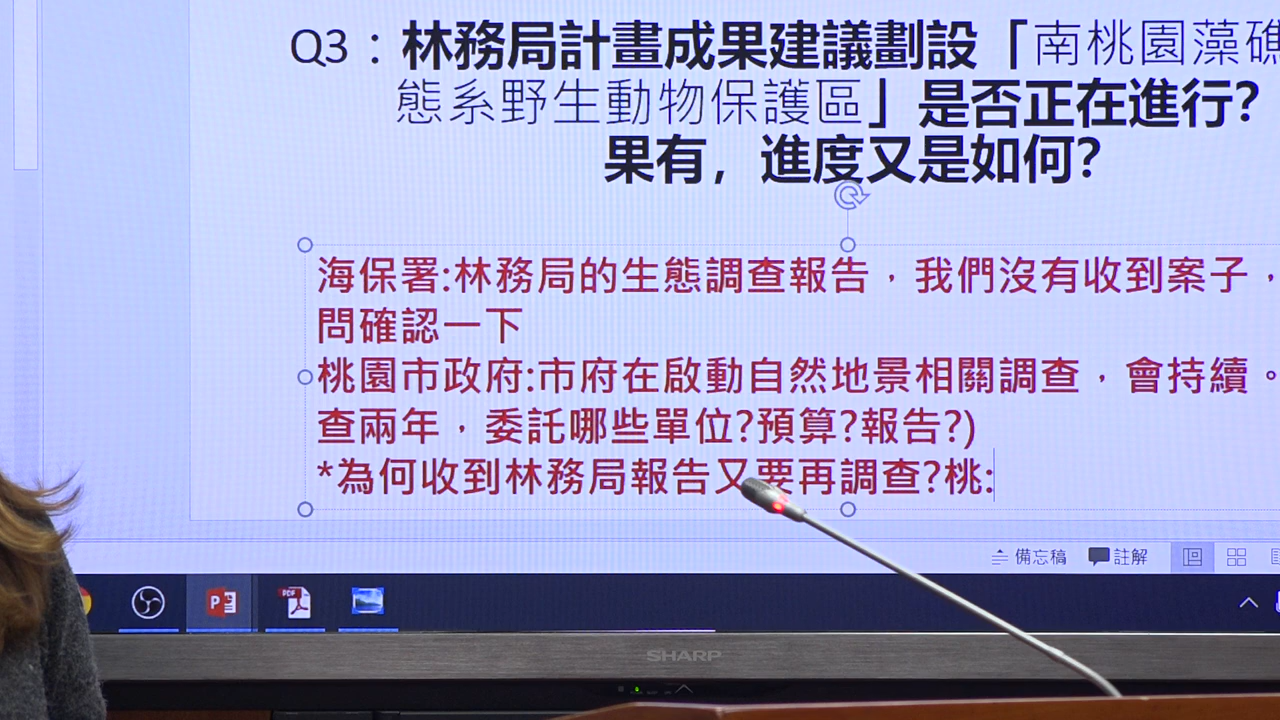 Q3：林務局計畫成果建議劃設「南桃園藻礁
態系野生動物保護區」是否正在進行?
果有，進度又是如何?
海保署:林務局的生態調查報告，我們沒有收到案子，
問確認一下
桃園市政府:市府在啟動自然地景相關調查，會持續。
查兩年，委託哪些單位?預算?報告?)
*為何收到林務局報告又要再調查?桃:
備忘稿 註解
SHARP